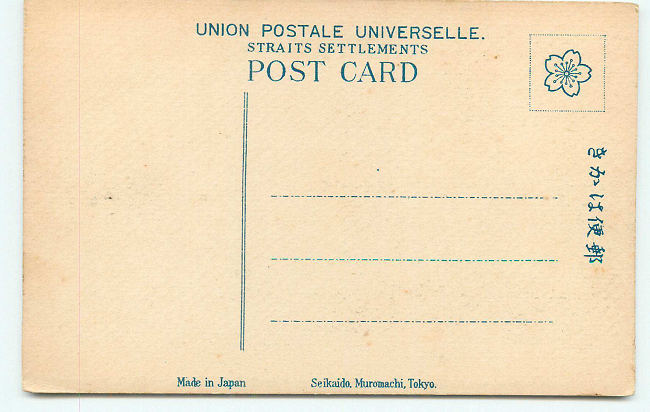 UNION POSTALE UNIVERSELLE.
STRAITS SETTLEMENTS
POST CARD
きかは便郵
Made in Japan
Seikaido, Muromachi, Tokyo.